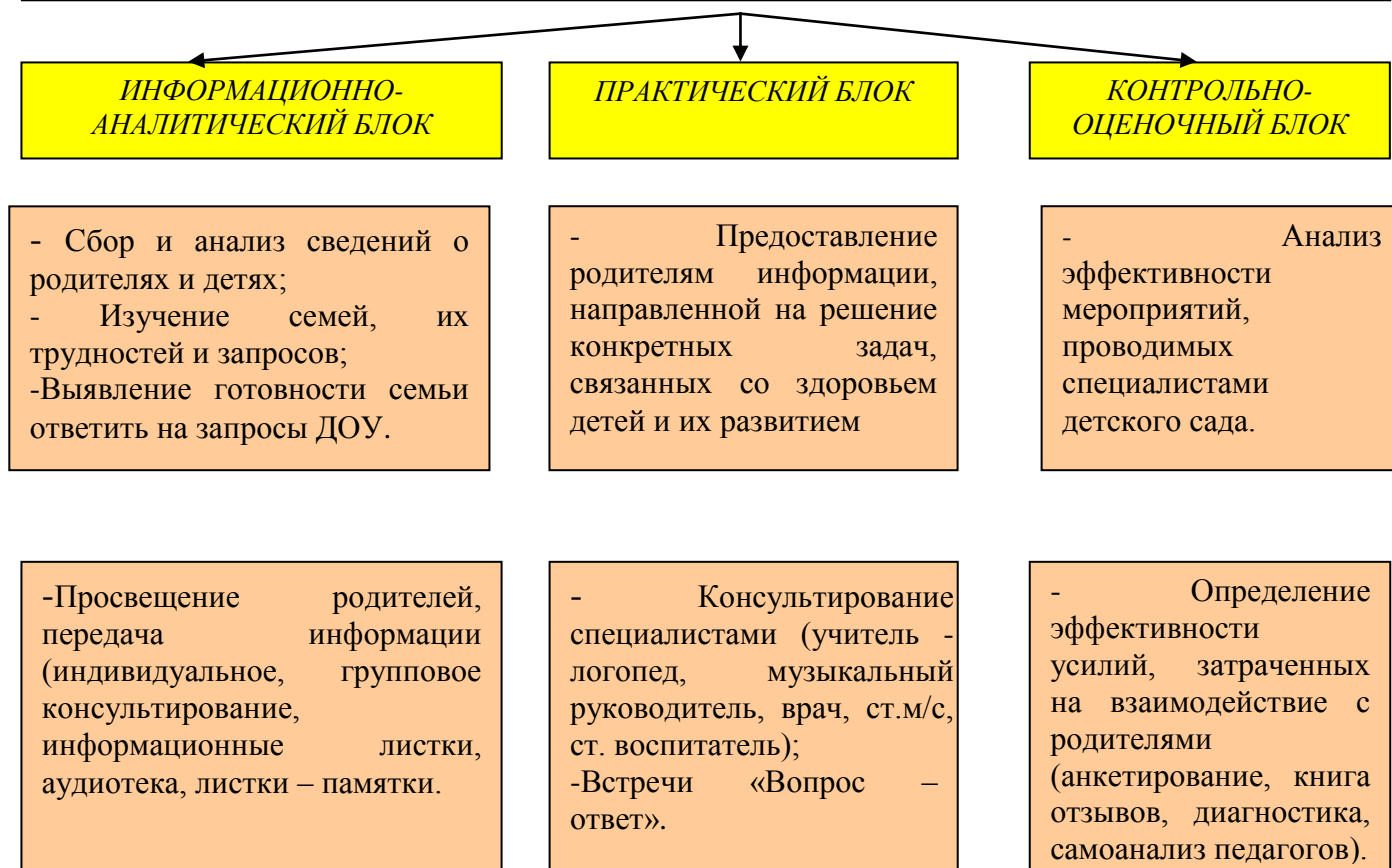 ИНФОРМАЦИОННО-
АНАЛИТИЧЕСКИЙ БЛОК
ПРАКТИЧЕСКИЙ БЛОК
КОНТРОЛЬНО-
ОЦЕНОЧНЫЙ БЛОК
- Сбор и анализ сведений о
родителях и детях;
- Изучение семей, их
трудностей и запросов;
-Выявление готовности семьи
ответить на запросы ДОУ.
- Предоставление
родителям информации,
направленной на решение
конкретных задач,
связанных со здоровьем
детей и их развитием
- Анализ
эффективности
мероприятий,
проводимых
специалистами
детского сада.
-Просвещение родителей,
передача информации
(индивидуальное, групповое
консультирование,
информационные листки,
аудиотека, листки – памятки.
- Консультирование
специалистами (учитель -
логопед, музыкальный
руководитель, врач, ст.м/с,
ст. воспитатель);
-Встречи «Вопрос –
ответ».
- Определение
эффективности
усилий, затраченных
на взаимодействие с
родителями
(анкетирование, книга
отзывов, диагностика,
самоанализ педагогов).